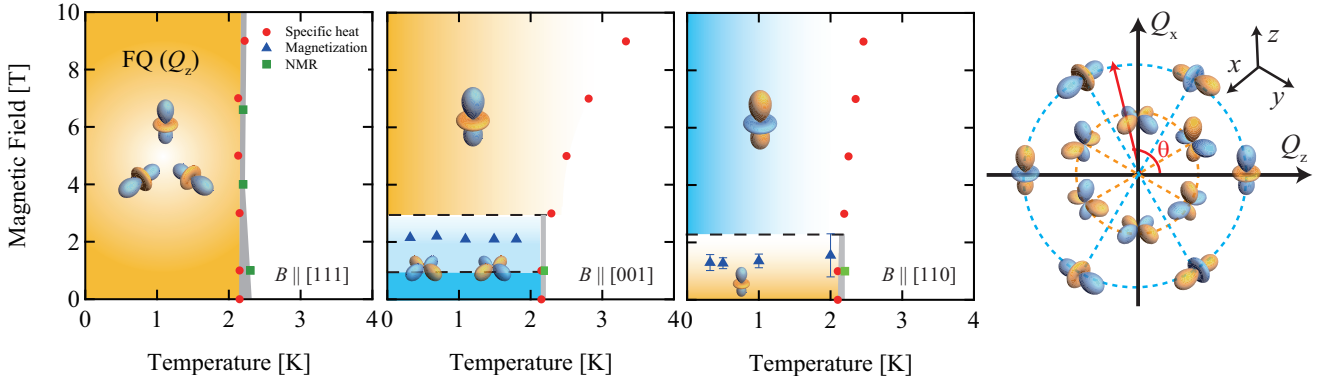 Magnetic Field [T]
10
8
6
4
2
0
FQ (Qz)
Specific heat
Magnetization
NMR
B || [111]
B || [001]
B || [110]
0 1 2 3 4
1 2 3 4
0 1 2 3 4
Temperature [K]
Temperature [K]
Temperature [K]
Qx
z
x
y
θ
Qz